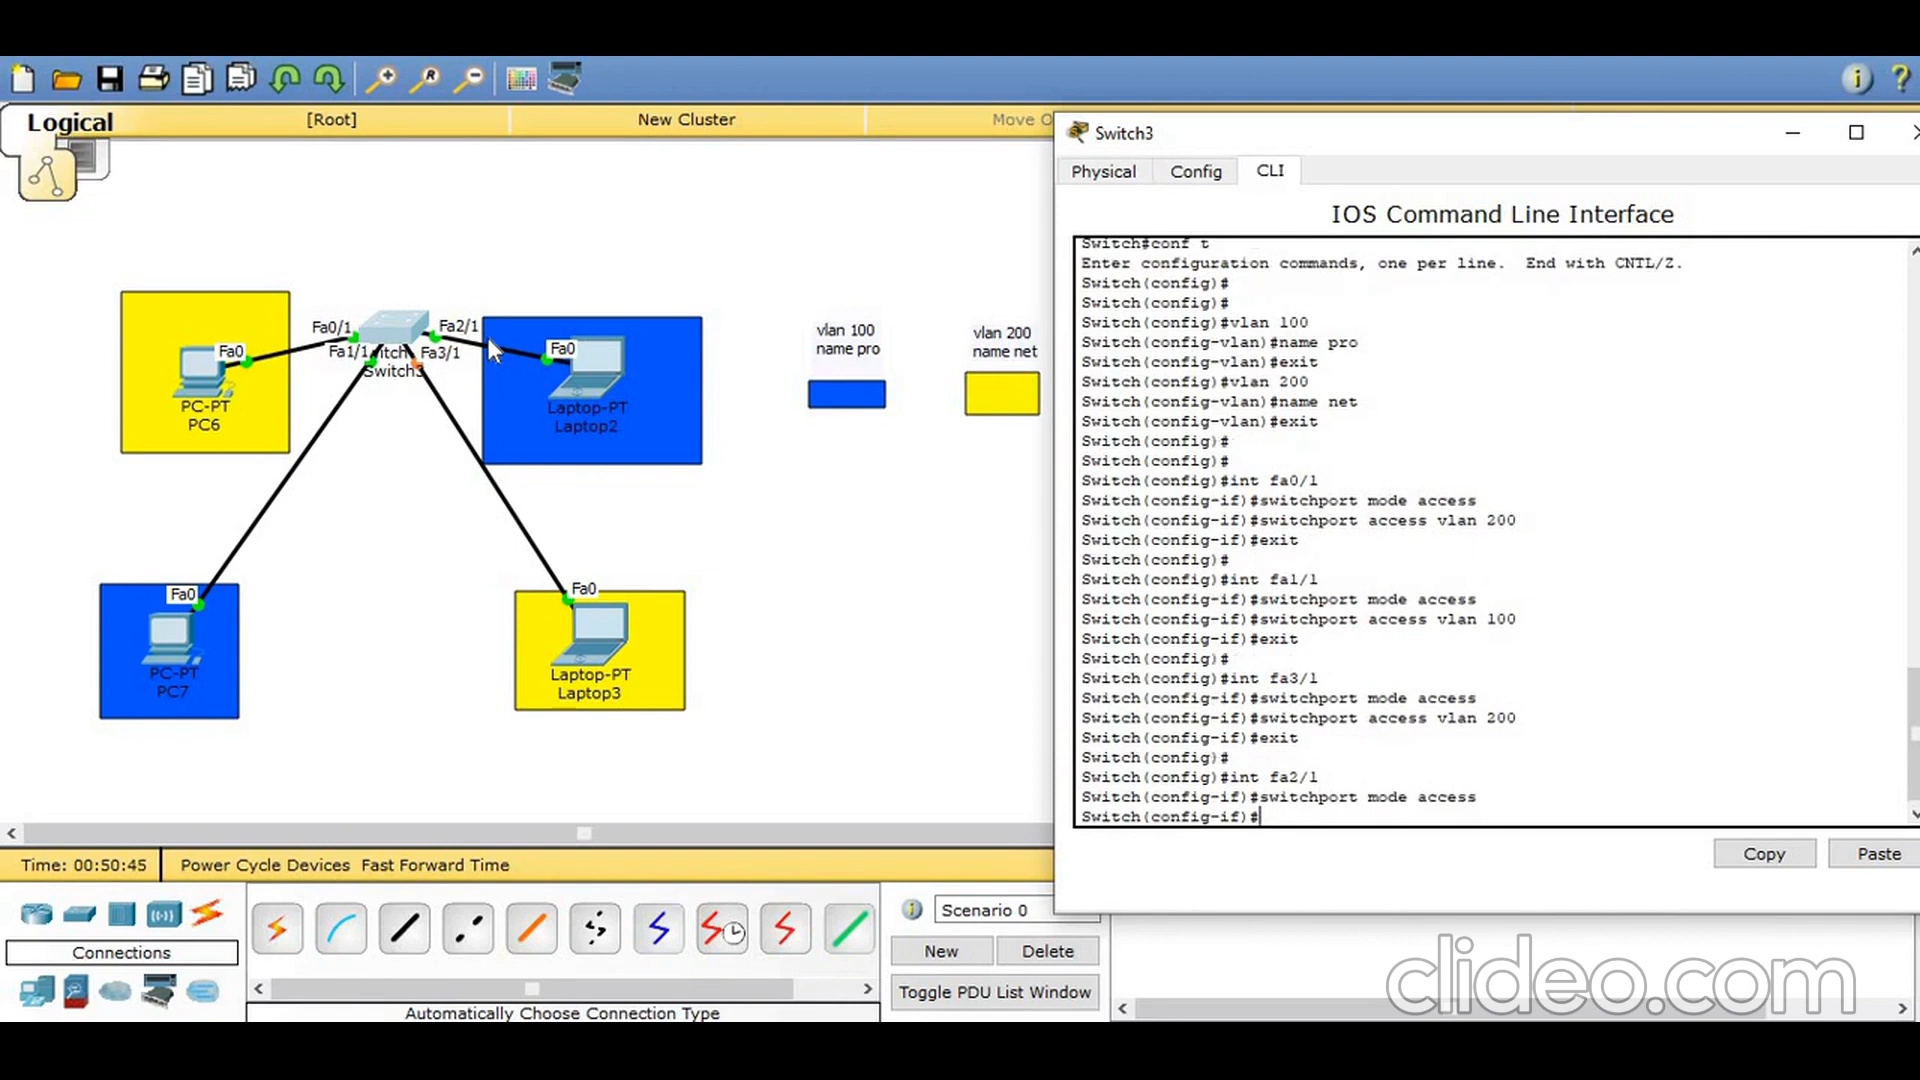 Logical
[Root]
New Cluster
Move O
Switch3
Physical
Config
CLI
IOS Command Line Interface
Switch#conf t
Enter configuration commands, one per line.  End with CNTL/Z.
Switch(config)#
Switch(config)#
Switch(config)#vlan 100
Switch(config-vlan)#name pro
Switch(config-vlan)#exit
Switch(config)#vlan 200
Switch(config-vlan)#name net
Switch(config-vlan)#exit
Switch(config)#
Switch(config)#
Switch(config)#int fa0/1
Switch(config-if)#switchport mode access
Switch(config-if)#switchport access vlan 200
Switch(config-if)#exit
Switch(config)#
Switch(config)#int fa1/1
Switch(config-if)#switchport mode access
Switch(config-if)#switchport access vlan 100
Switch(config-if)#exit
Switch(config)#
Switch(config)#int fa3/1
Switch(config-if)#switchport mode access
Switch(config-if)#switchport access vlan 200
Switch(config-if)#exit
Switch(config)#
Switch(config)#int fa2/1
Switch(config-if)#switchport mode access
Switch(config-if)#
Copy
Paste
Fa0/1
Fa2/1
Fa1/1
Fa3/1
Switch3
Fa0
PC-PT
PC6
Fa0
Laptop-PT
Laptop2
vlan 100
name pro
vlan 200
name net
Fa0
PC-PT
PC7
Fa0
Laptop-PT
Laptop3
Time: 00:50:45
Power Cycle Devices
Fast Forward Time
Connections
Automatically Choose Connection Type
Scenario 0
New
Delete
Toggle PDU List Window
clideo.com